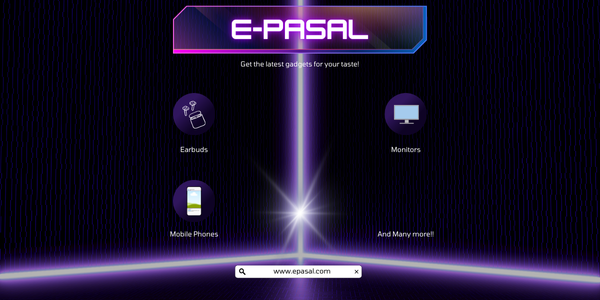 E-PASAL
Get the latest gadgets for your taste!
Earbuds
Monitors
Mobile Phones
And Many more!!
www.epasal.com